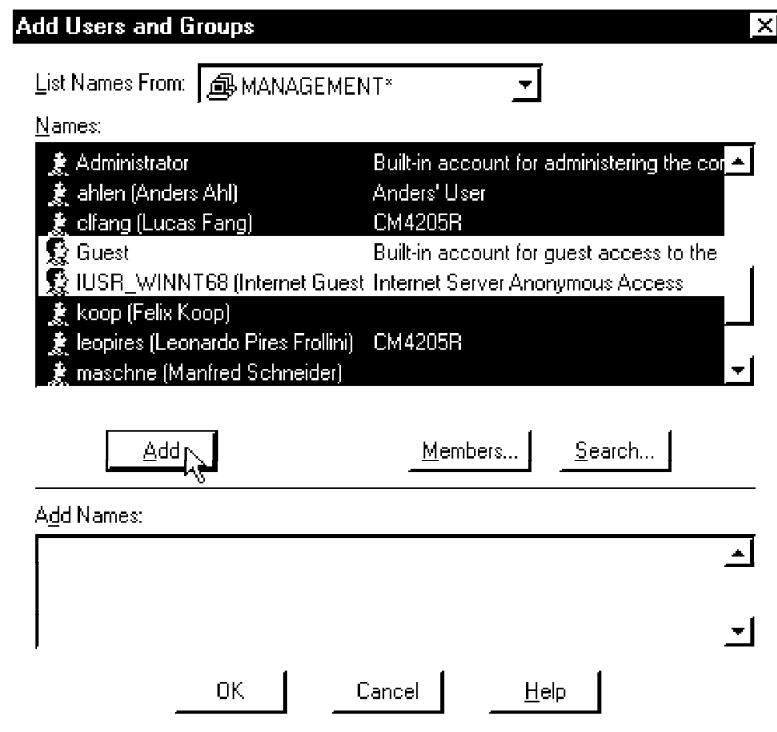 Add Users and Groups
List Names From: MANAGEMENT*
Names:
Administrator Built-in account for administering the cor
ahlen (Anders Ahl) Anders' User
clfang (Lucas Fang) CM4205R
Guest Built-in account for guest access to the
IUSR_WINNT68 (Internet Guest Internet Server Anonymous Access
koop (Felix Koop)
leopires (Leonardo Pires Frollini) CM4205R
maschne (Manfred Schneider)
Add Members... Search...
Add Names:
OK Cancel Help